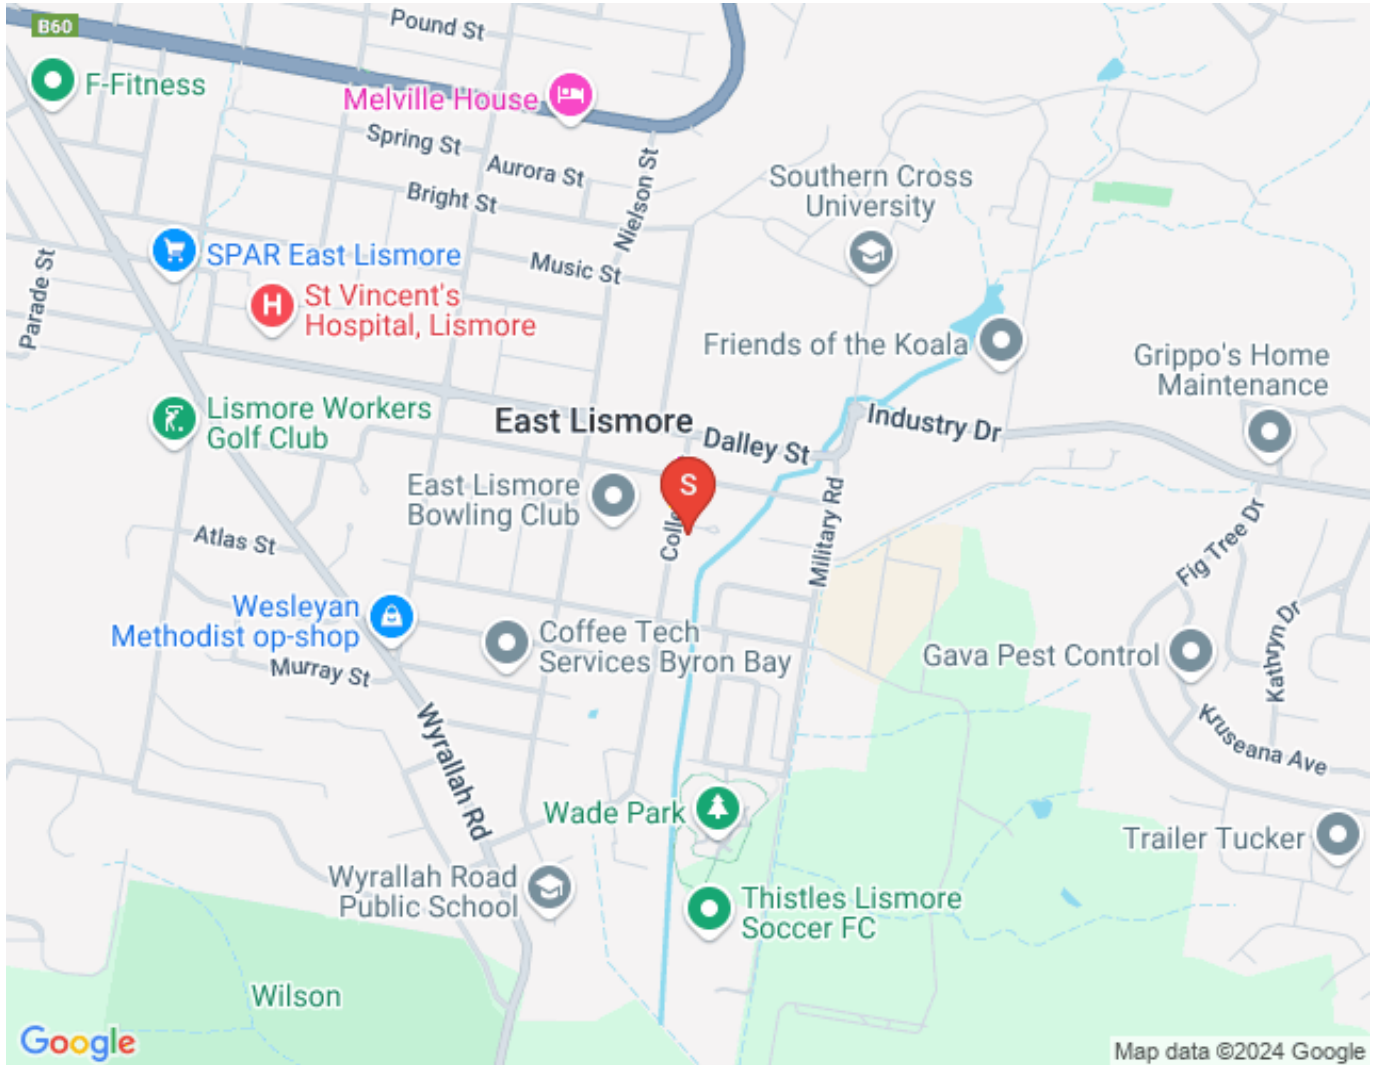 B60
Pound St
F-Fitness
Melville House
Spring St
Aurora St
Nielson St
Southern Cross
University
Bright St
SPAR East Lismore
Music St
Parade St
St Vincent's
Hospital, Lismore
Friends of the Koala
Grippo's Home
Maintenance
Lismore Workers
Golf Club
East Lismore
Industry Dr
Dalley St
East Lismore
Bowling Club
S
Colle
Military Rd
Fig Tree Dr
Atlas St
Wesleyan
Methodist op-shop
Coffee Tech
Services Byron Bay
Kathryn Dr
Gava Pest Control
Murray St
Kruseana Ave
Wyrallah Rd
Wade Park
Trailer Tucker
Wyrallah Road
Public School
Thistles Lismore
Soccer FC
Wilson
Google
Map data ©2024 Google